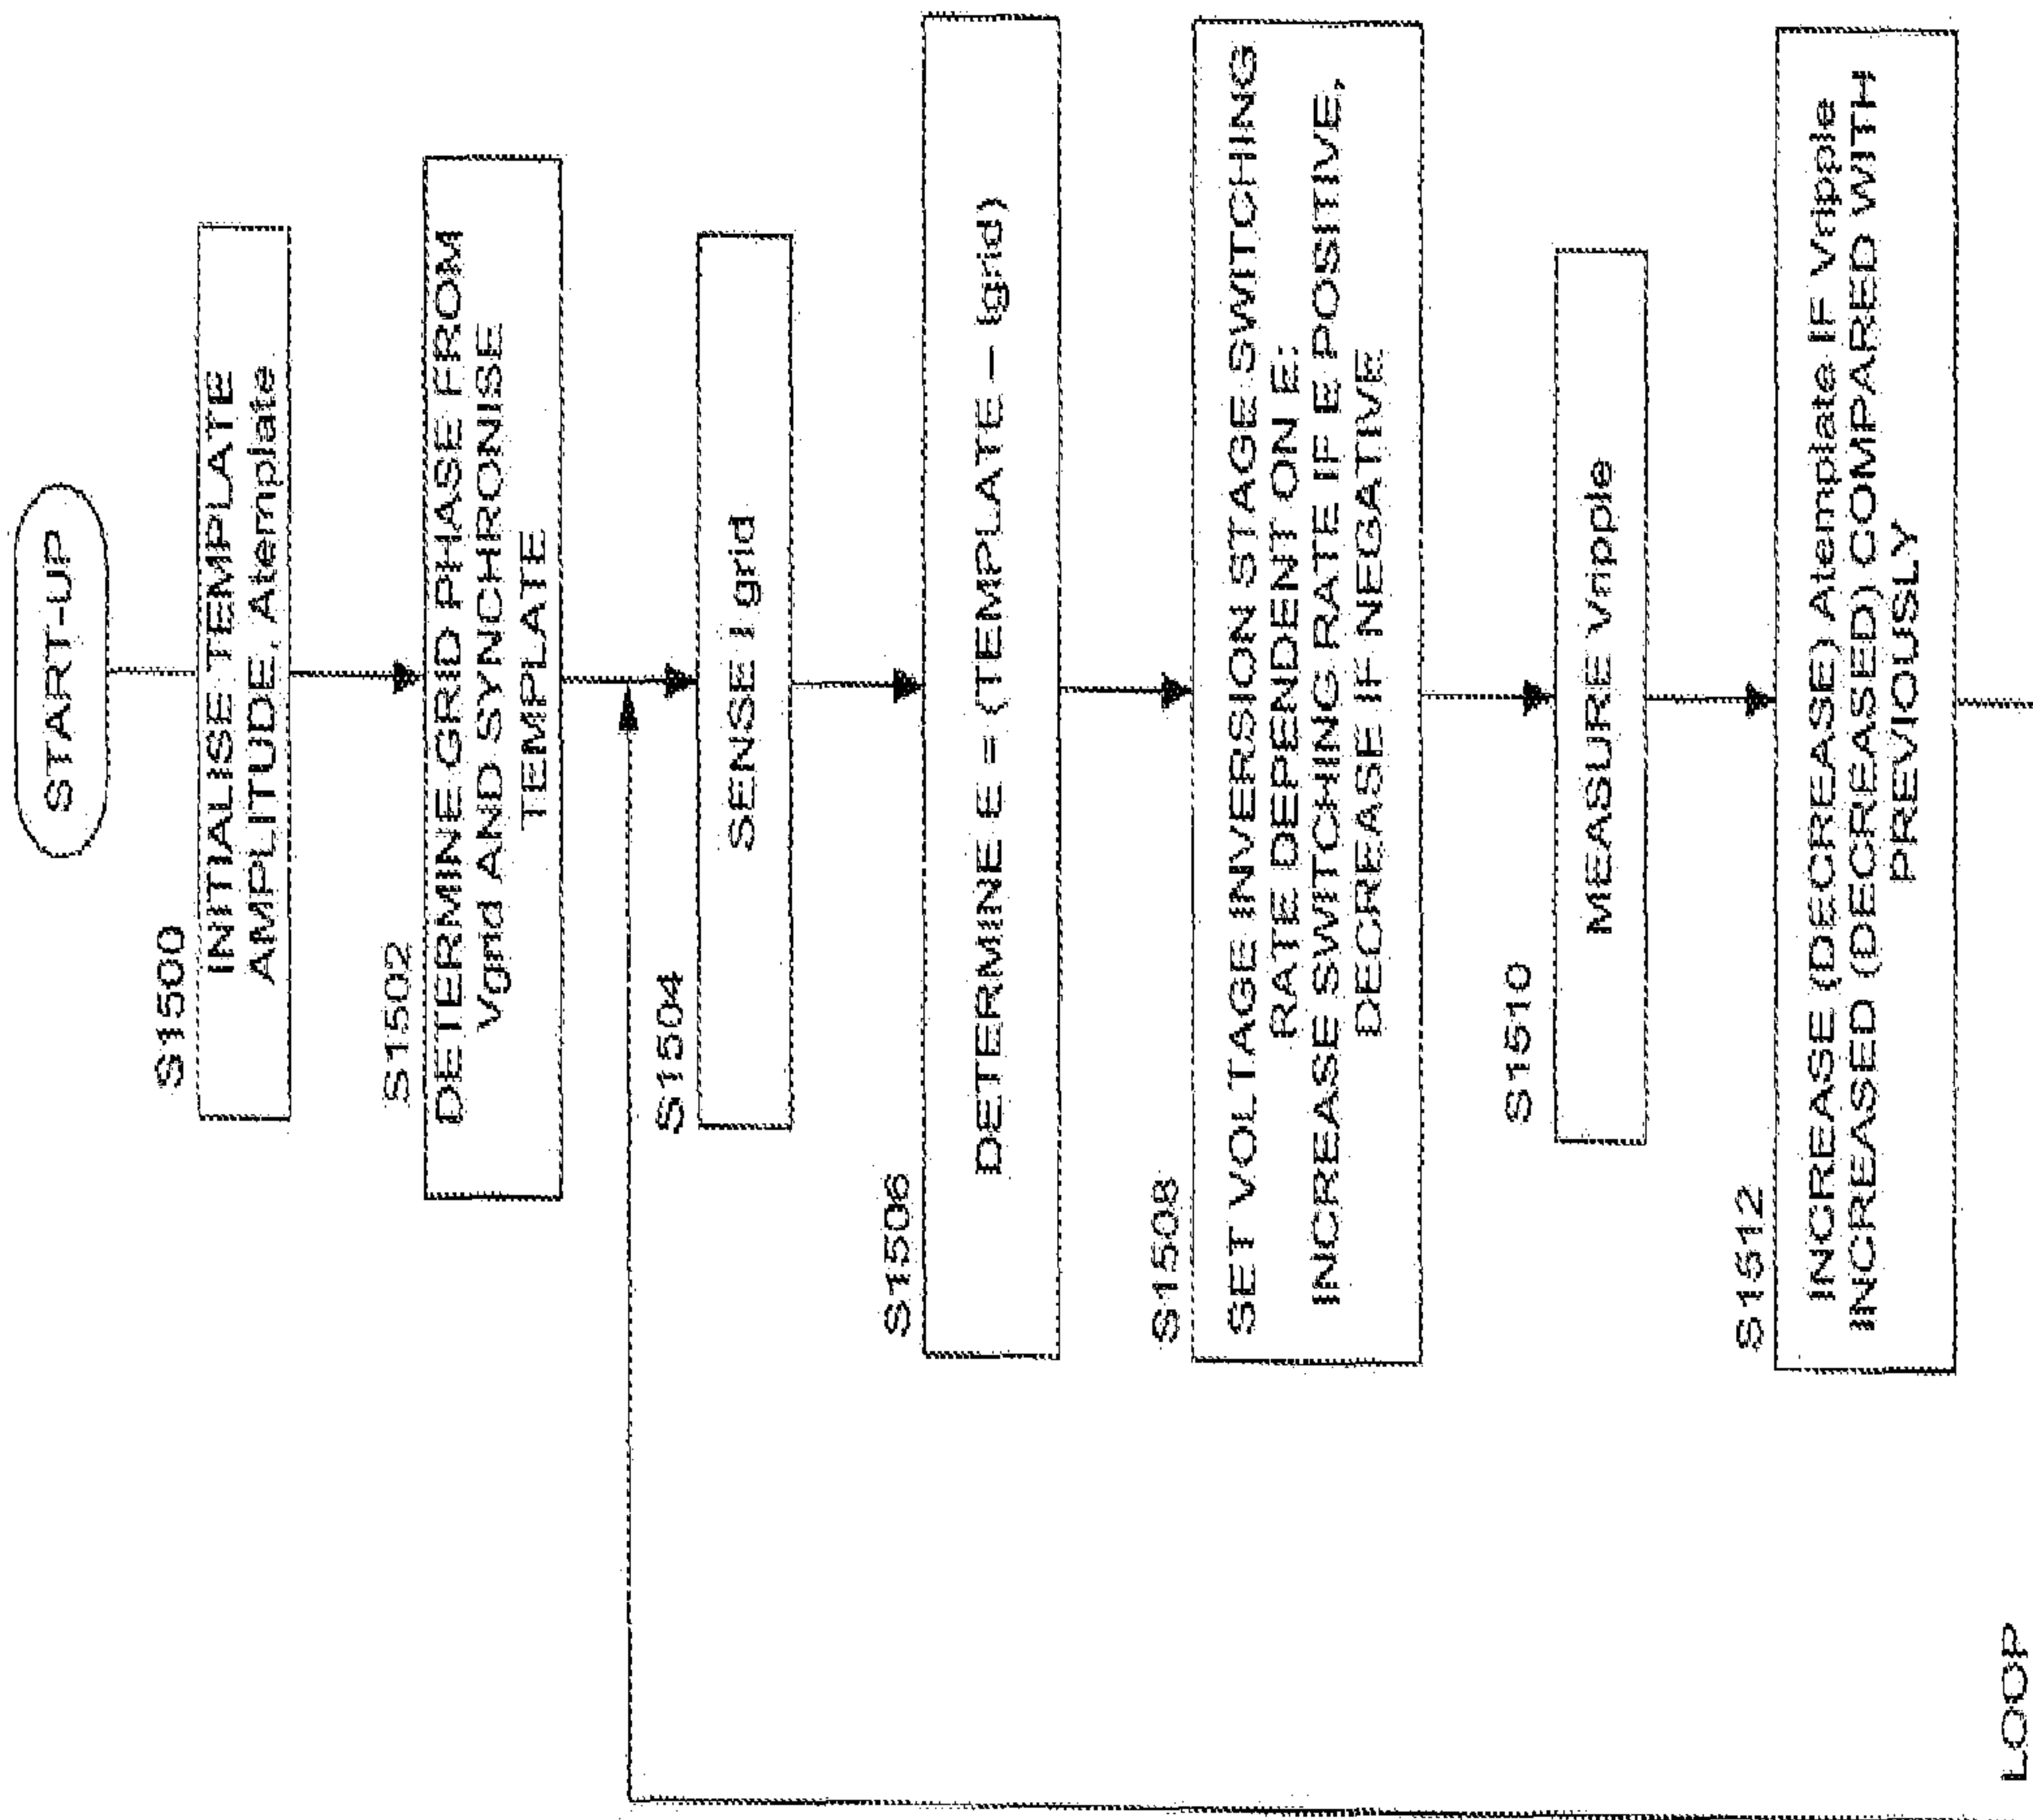 START-UP
S1500
INITIALISE TEMPLATE
AMPLITUDE, Atemplate
S1502
DETERMINE GRID PHASE FROM
Vgrid AND SYNCHRONISE
TEMPLATE
S1504
SENSE I grid
S1506
DETERMINE E = (TEMPLATE – Igrid)
S1508
SET VOLTAGE INVERSION STAGE SWITCHING
RATE DEPENDENT ON E:
INCREASE SWITCHING RATE IF E POSITIVE,
DECREASE IF NEGATIVE
S1510
MEASURE Vripple
S1512
INCREASE (DECREASE) Atemplate IF Vripple
INCREASED (DECREASED) COMPARED WITH
PREVIOUSLY
LOOP